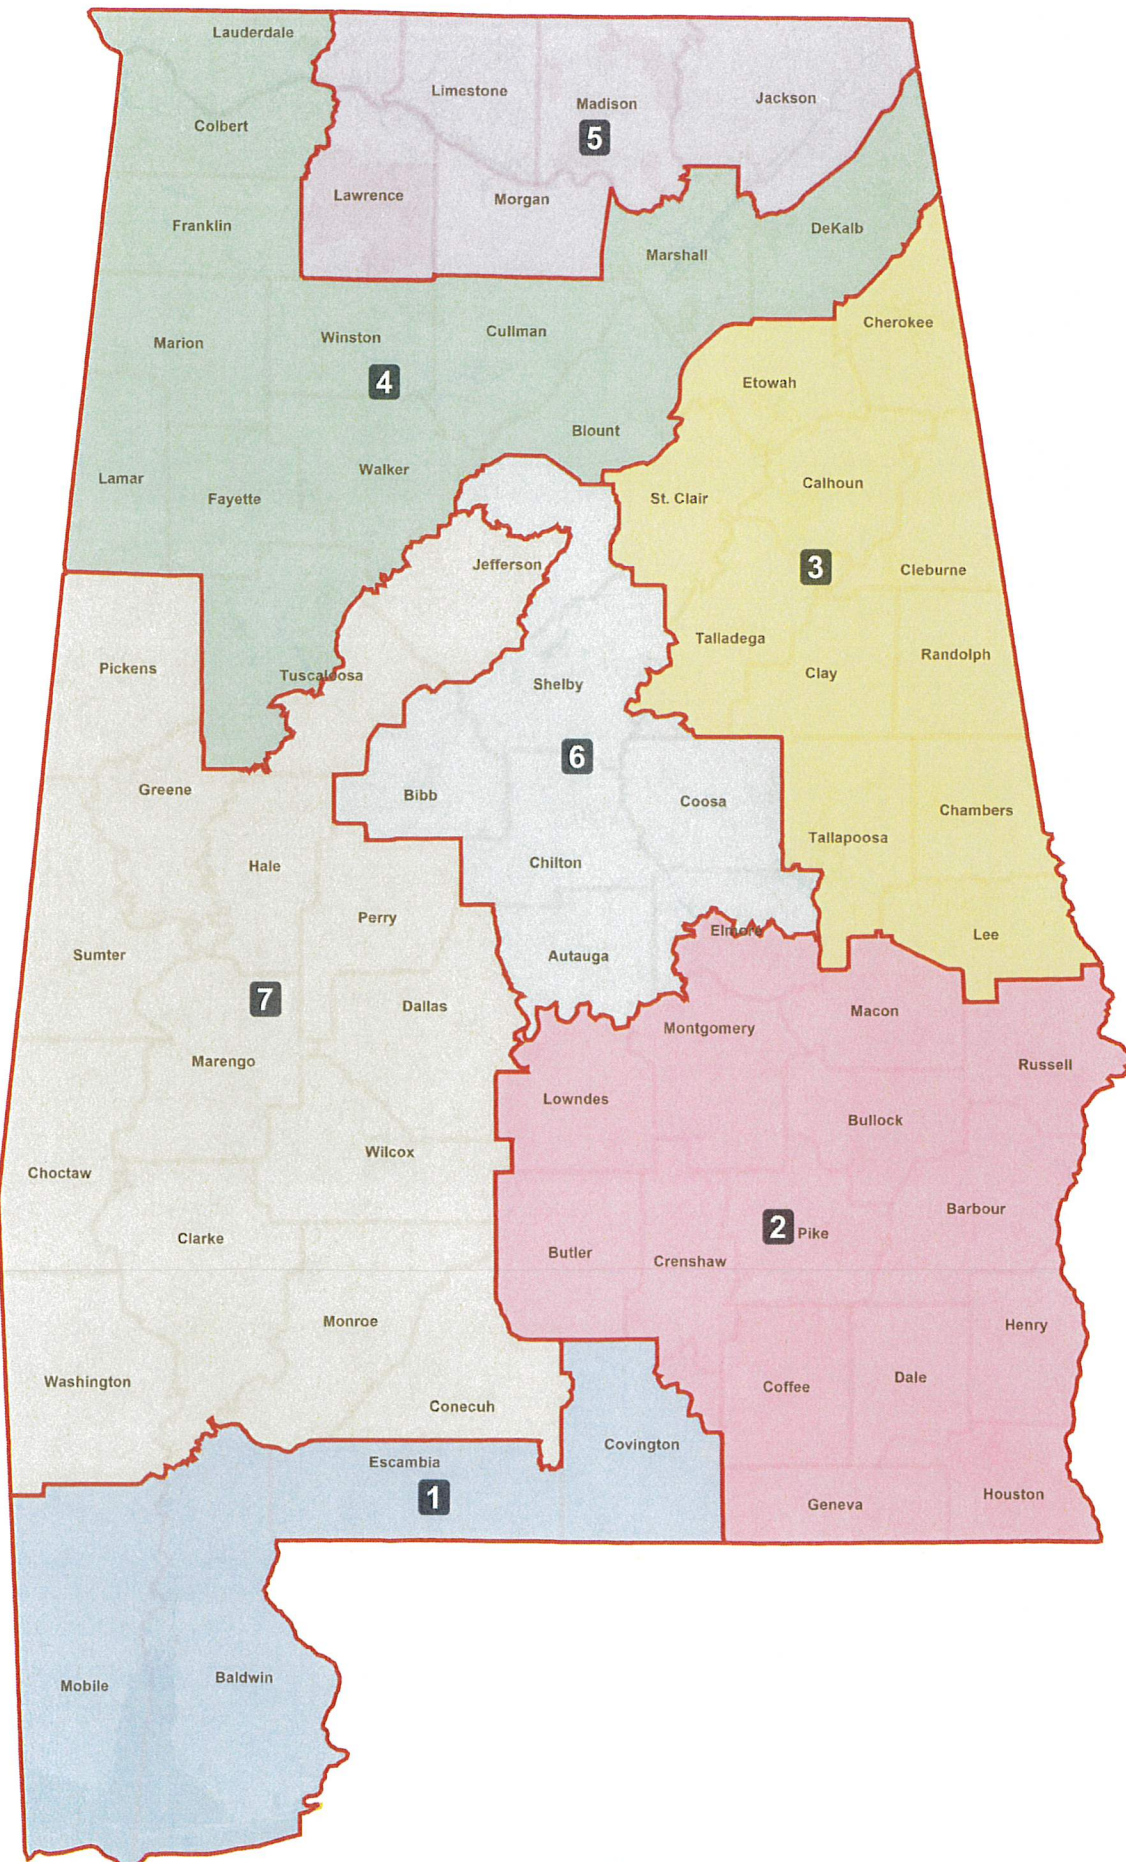 Lauderdale
Limestone
Madison
Jackson
5
Colbert
Lawrence
Morgan
Franklin
DeKalb
Marshall
Cherokee
Marion
Winston
Cullman
4
Etowah
Blount
Walker
Lamar
Fayette
St. Clair
Calhoun
Jefferson
3
Cleburne
Talladega
Randolph
Pickens
Tuscaloosa
Clay
Shelby
6
Greene
Bibb
Coosa
Chambers
Tallapoosa
Hale
Chilton
Perry
Elmore
Lee
Sumter
Autauga
7
Dallas
Macon
Montgomery
Marengo
Russell
Lowndes
Bullock
Wilcox
Choctaw
Barbour
Clarke
2
Pike
Butler
Crenshaw
Monroe
Henry
Washington
Coffee
Dale
Conecuh
Covington
Escambia
1
Geneva
Houston
Mobile
Baldwin